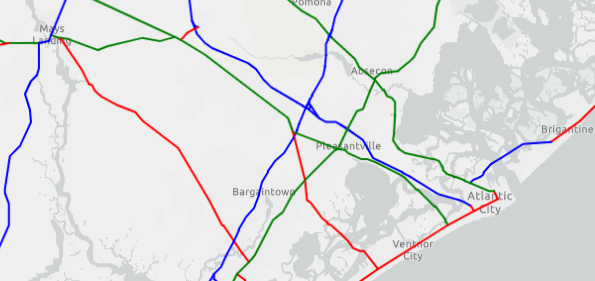 Pomona
Mays
Landing
Absecon
Brigantine
Pleasantville
Bargaintown
Atlantic
City
Ventnor
City